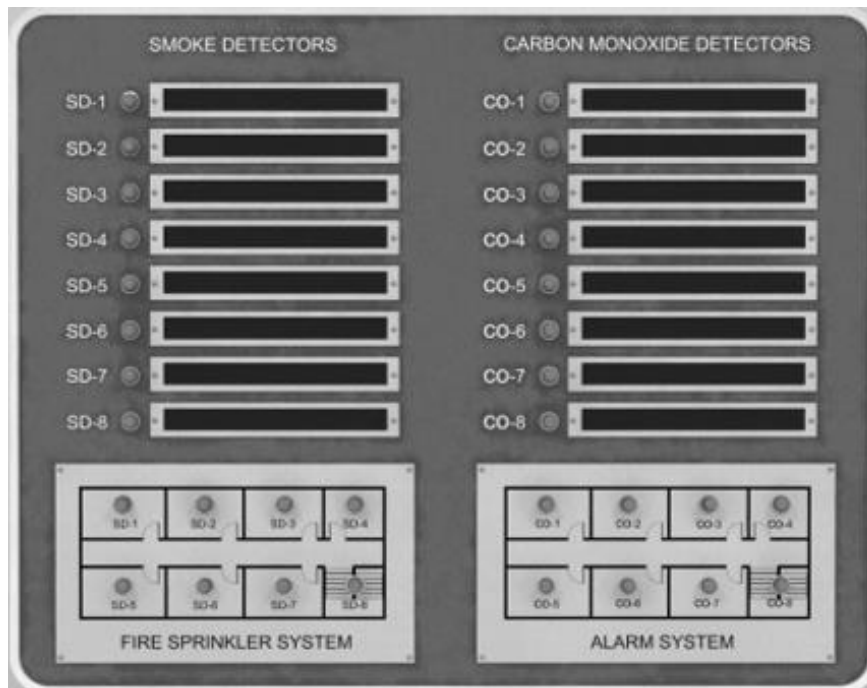 SMOKE DETECTORS
SD-1
SD-2
SD-3
SD-4
SD-5
SD-6
SD-7
SD-8
CARBON MONOXIDE DETECTORS
CO-1
CO-2
CO-3
CO-4
CO-5
CO-6
CO-7
CO-8
SD-1 SD-2 SD-3 SD-4
SD-5 SD-6 SD-7 SD-8
FIRE SPRINKLER SYSTEM
CO-1 CO-2 CO-3 CO-4
CO-5 CO-6 CO-7 CO-8
ALARM SYSTEM